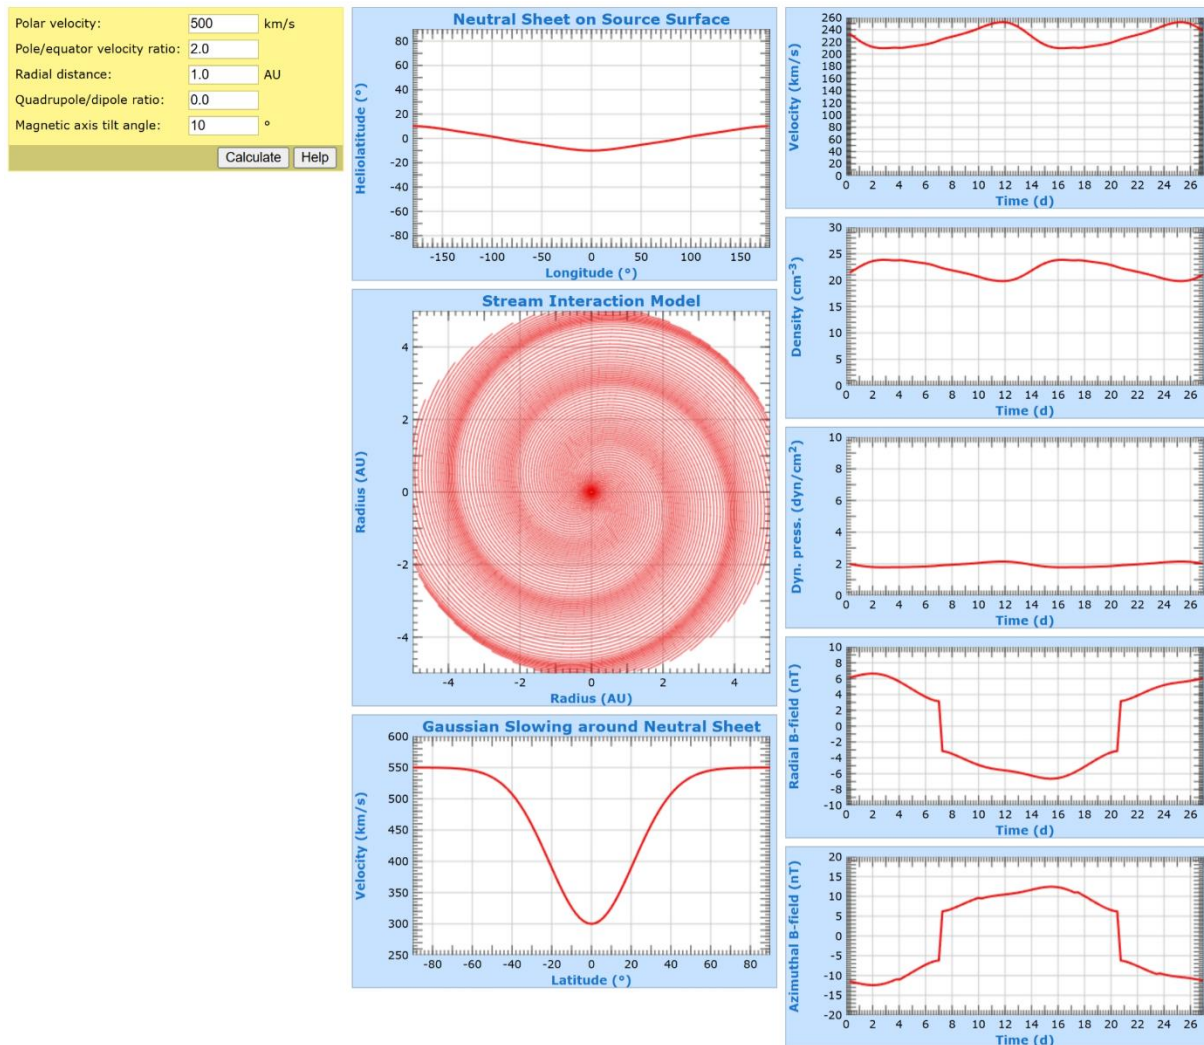 Polar velocity: 500 km/s
Pole/equator velocity ratio: 2.0
Radial distance: 1.0 AU
Quadrupole/dipole ratio: 0.0
Magnetic axis tilt angle: 10 °
Calculate Help
Neutral Sheet on Source Surface
Heliolatitude (°)
80
60
40
20
0
-20
-40
-60
-80
-150 -100 -50 0 50 100 150
Longitude (°)
Stream Interaction Model
Radius (AU)
4
2
0
-2
-4
-4 -2 0 2 4
Radius (AU)
Gaussian Slowing around Neutral Sheet
Velocity (km/s)
600
550
500
450
400
350
300
250
-80 -60 -40 -20 0 20 40 60 80
Latitude (°)
Velocity (km/s)
260
240
220
200
180
160
140
120
100
80
60
40
20
0
0 2 4 6 8 10 12 14 16 18 20 22 24 26
Time (d)
Density (cm-3)
30
25
20
15
10
5
0
0 2 4 6 8 10 12 14 16 18 20 22 24 26
Time (d)
Dyn. press. (dyn/cm2)
10
8
6
4
2
0
0 2 4 6 8 10 12 14 16 18 20 22 24 26
Time (d)
Radial B-field (nT)
10
8
6
4
2
0
-2
-4
-6
-8
-10
0 2 4 6 8 10 12 14 16 18 20 22 24 26
Time (d)
Azimuthal B-field (nT)
20
15
10
5
0
-5
-10
-15
-20
0 2 4 6 8 10 12 14 16 18 20 22 24 26
Time (d)